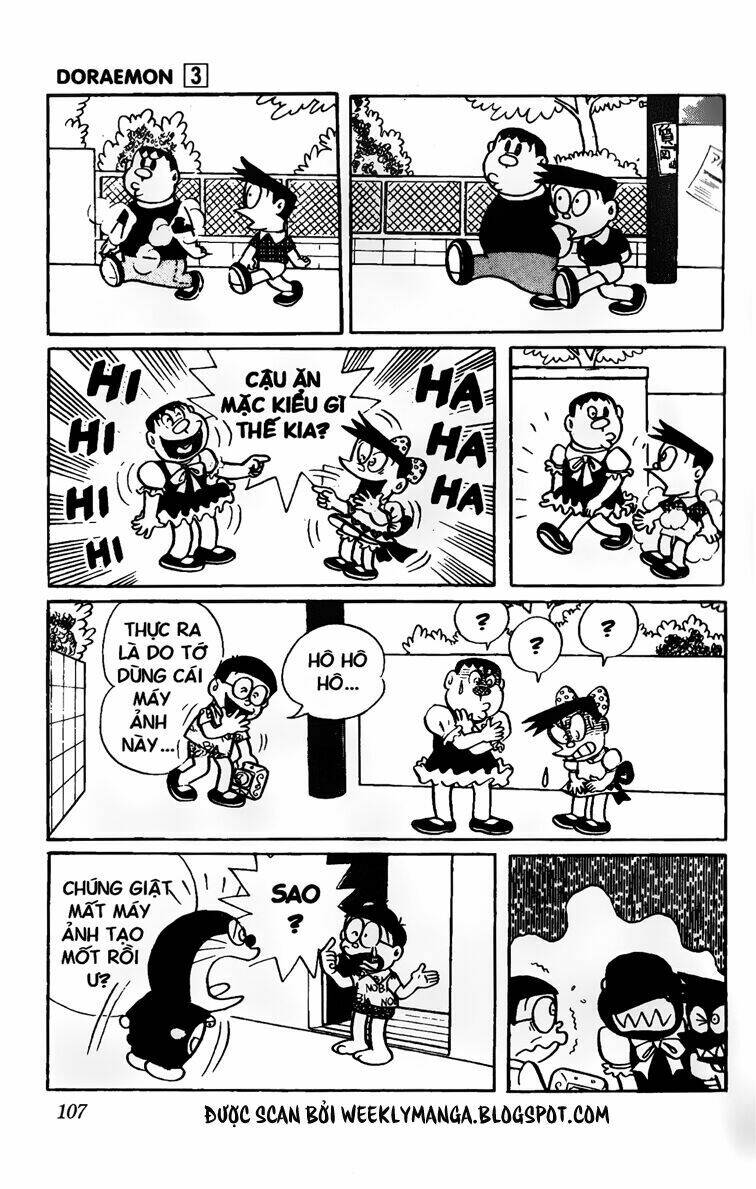 DORAEMON 3
質
HI
HI
HI
HI
CẬU ĂN
MẶC KIỂU GÌ
THẾ KIA?
HA
HA
HA
THỰC RA
LÀ DO TỚ
DÙNG CÁI
MÁY
ẢNH
NÀY...
HÔ HÔ
HÔ...
?
?
?
CHÚNG GIẬT
MẤT MÁY
ẢNH TẠO
MỐT RỒI
Ư?
SAO
?
107
ĐƯỢC SCAN BỞI WEEKLYMANGA.BLOGSPOT.COM